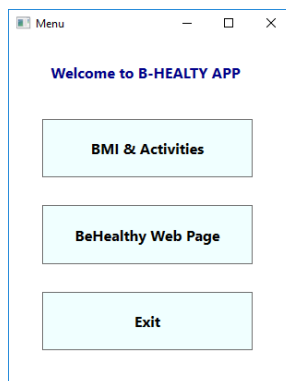 Menu
Welcome to B-HEALTY APP
BMI & Activities
BeHealthy Web Page
Exit